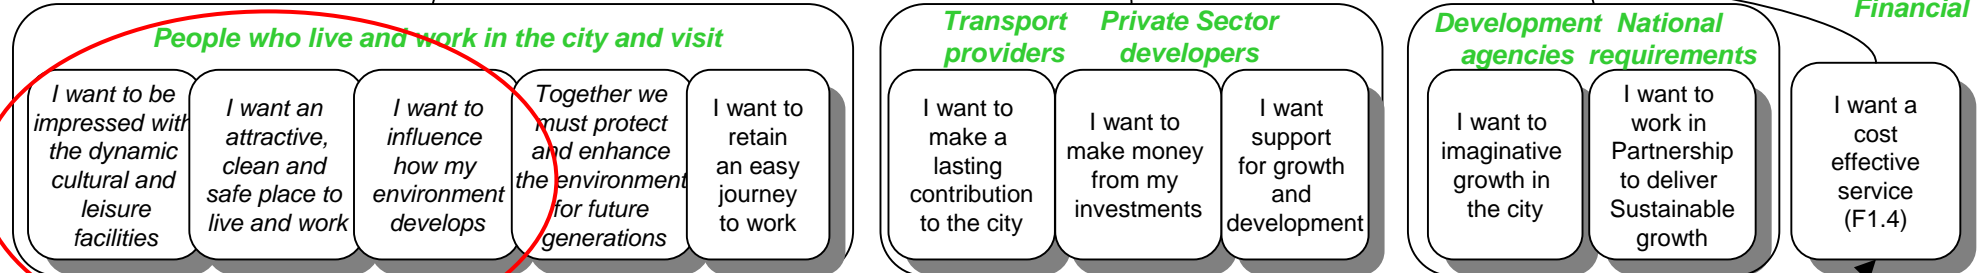 People who live and work in the city and visit
I want to be
impressed with
the dynamic
cultural and
leisure
facilities
I want an
attractive,
clean and
safe place to
live and work
I want to
influence
how my
environment
develops
Together we
must protect
and enhance
the environment
for future
generations
I want to
retain
an easy
journey
to work
Transport
providers
Private Sector
developers
I want to
make a
lasting
contribution
to the city
I want to
make money
from my
investments
I want
support
for growth
and
development
Development
agencies
National
requirements
I want to
imaginative
growth in
the city
I want to
work in
Partnership
to deliver
Sustainable
growth
Financial
I want a
cost
effective
service
(F1.4)